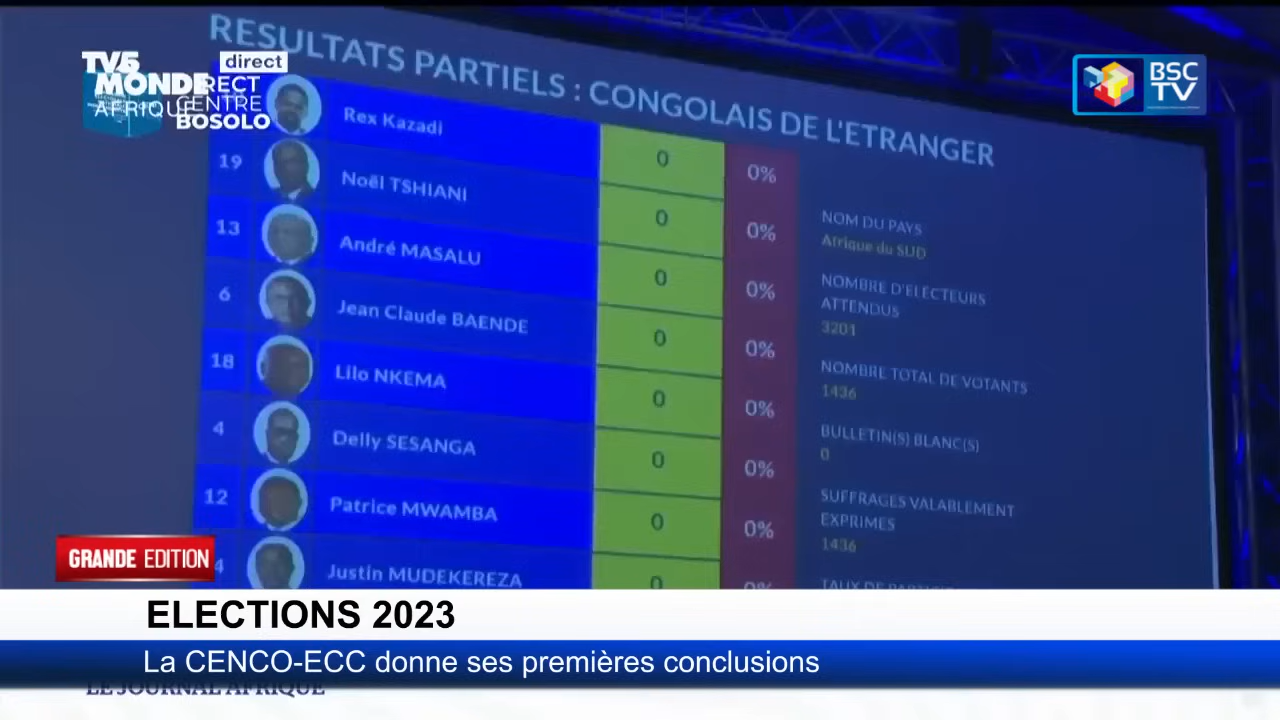 RESULTATS PARTIELS : CONGOLAIS DE L'ETRANGER
TV5
MONDE
AFRIQUE
direct
CENTRE
BOSOLO
BSC
TV
Rex Kazadi 0 0%
19 Noël TSHIANI 0 0%
13 André MASALU 0 0%
6 Jean Claude BAENDE 0 0%
18 Lilo NKEMA 0 0%
4 Delly SESANGA 0 0%
12 Patrice MWAMBA 0 0%
4 Justin MUDEKEREZA 0 0%
NOM DU PAYS
Afrique du SUD
NOMBRE D'ELECTEURS
ATTENDUS
3201
NOMBRE TOTAL DE VOTANTS
1436
BULLETIN(S) BLANC(S)
0
SUFFRAGES VALABLEMENT
EXPRIMES
1436
GRANDE EDITION
ELECTIONS 2023
La CENCO-ECC donne ses premières conclusions
LE JOURNAL AFRIQUE